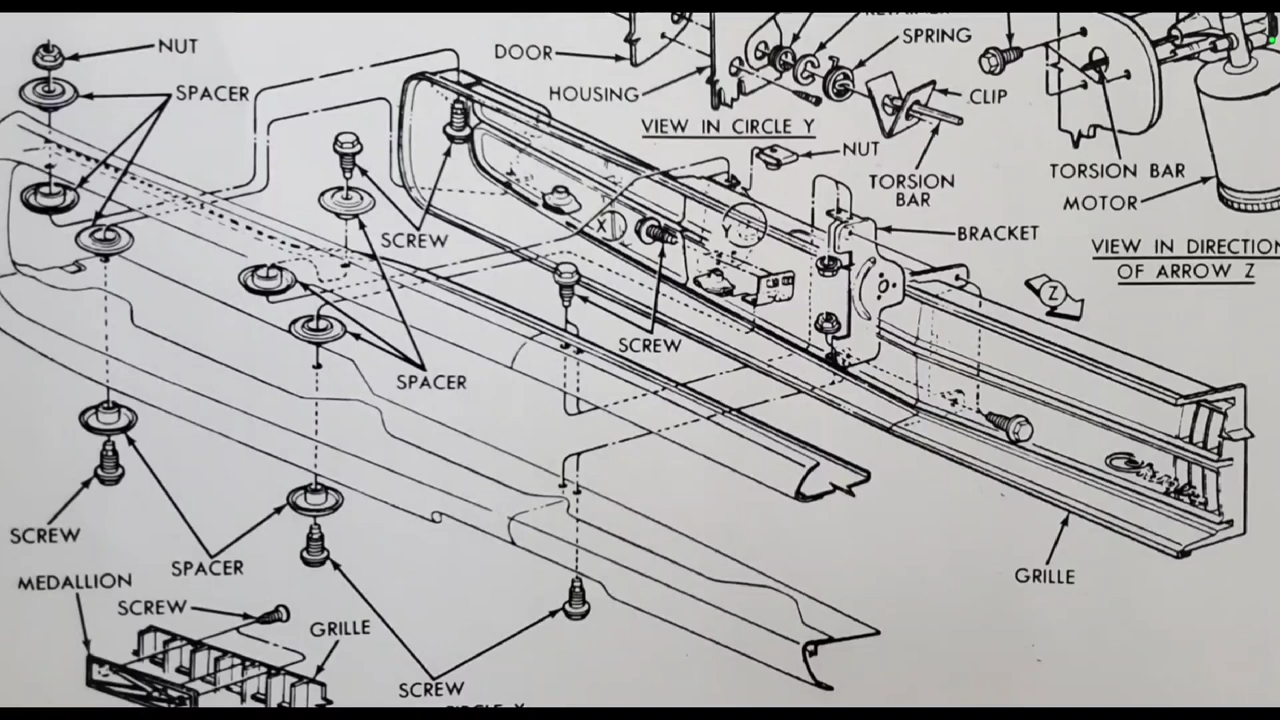 NUT
SPACER
DOOR
HOUSING
SPRING
CLIP
VIEW IN CIRCLE Y
NUT
TORSION
BAR
TORSION BAR
MOTOR
SCREW
X
Y
BRACKET
VIEW IN DIRECTION
OF ARROW Z
Z
SCREW
SPACER
SCREW
SPACER
MEDALLION
SCREW
GRILLE
GRILLE
SCREW